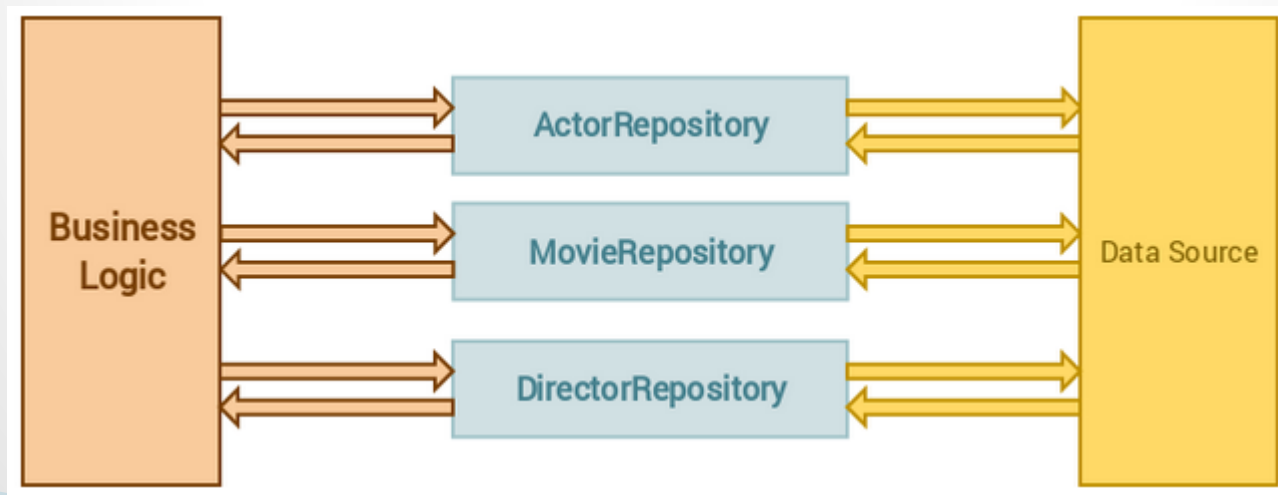 Business
Logic
ActorRepository
MovieRepository
DirectorRepository
Data Source